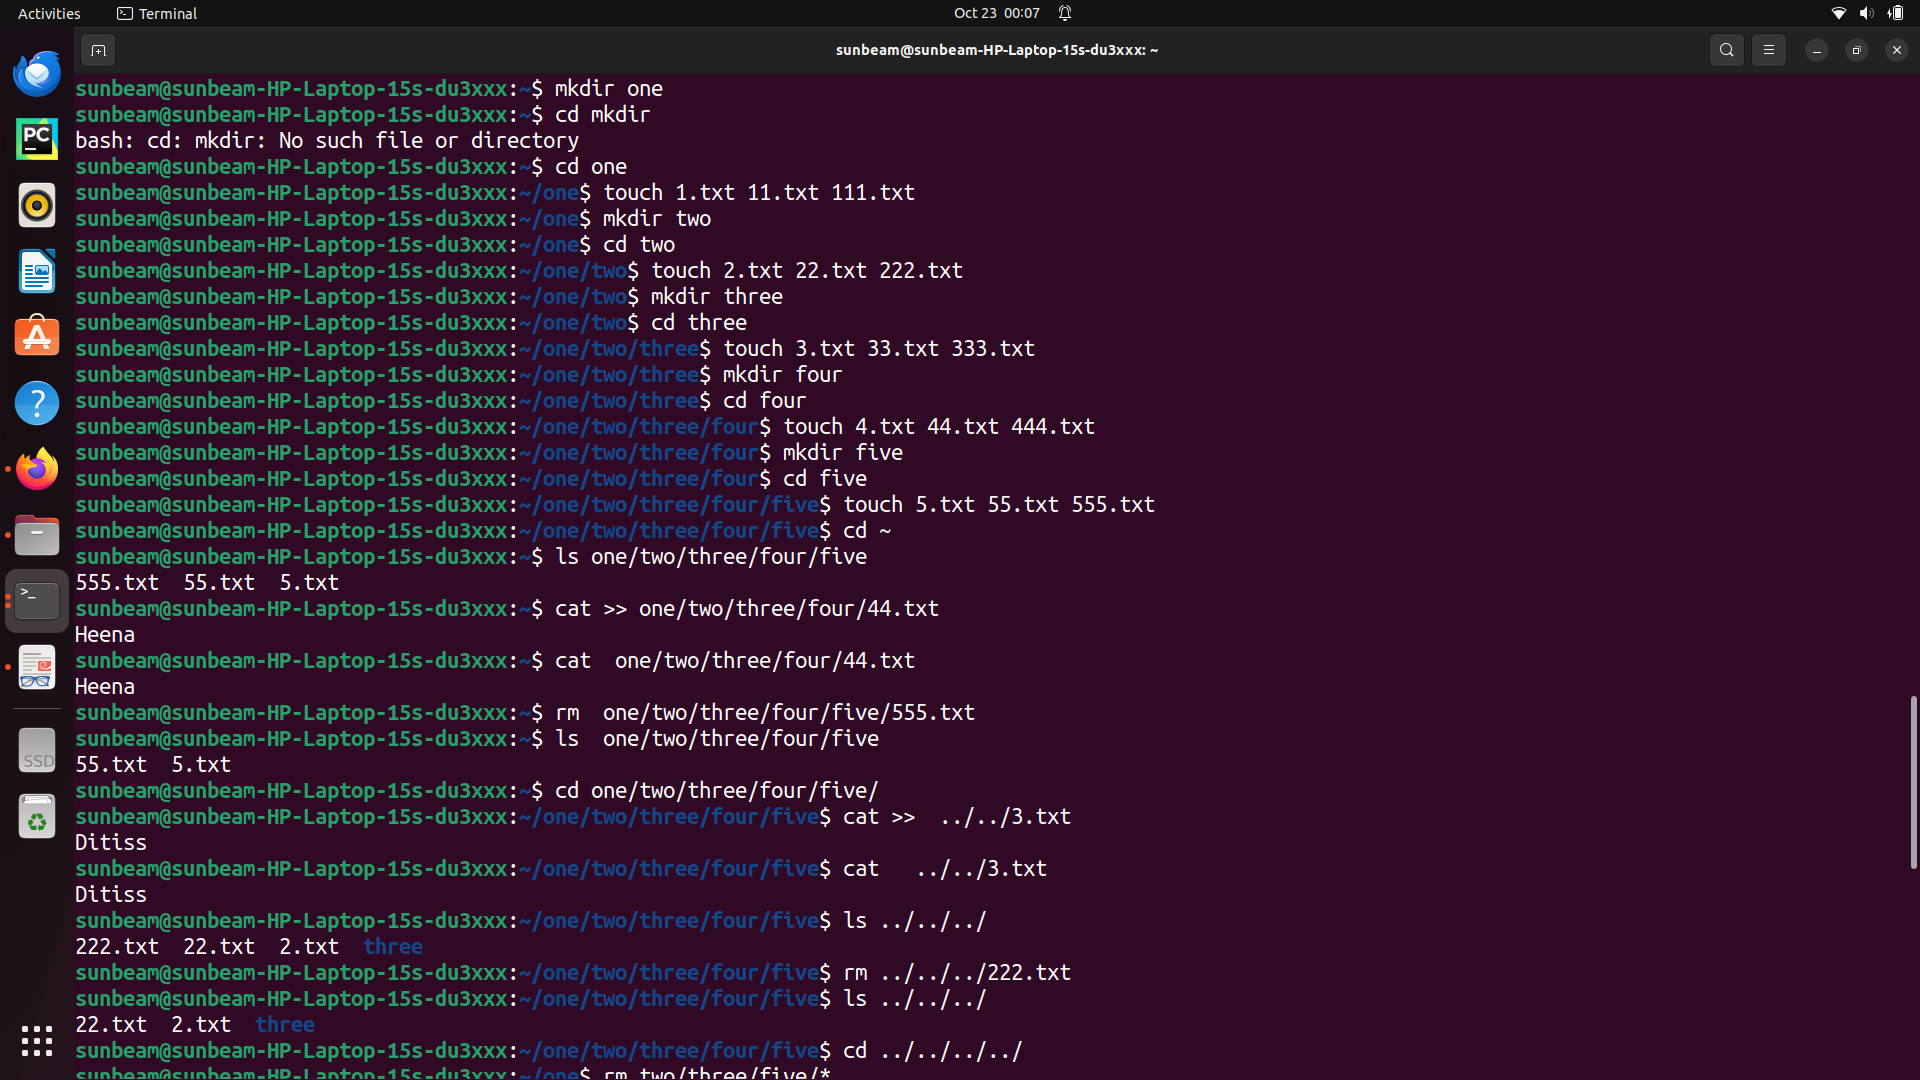 Activities
Terminal
Oct 23 00:07
sunbeam@sunbeam-HP-Laptop-15s-du3xxx: ~
sunbeam@sunbeam-HP-Laptop-15s-du3xxx:~$ mkdir one
sunbeam@sunbeam-HP-Laptop-15s-du3xxx:~$ cd mkdir
bash: cd: mkdir: No such file or directory
sunbeam@sunbeam-HP-Laptop-15s-du3xxx:~$ cd one
sunbeam@sunbeam-HP-Laptop-15s-du3xxx:~/one$ touch 1.txt 11.txt 111.txt
sunbeam@sunbeam-HP-Laptop-15s-du3xxx:~/one$ mkdir two
sunbeam@sunbeam-HP-Laptop-15s-du3xxx:~/one$ cd two
sunbeam@sunbeam-HP-Laptop-15s-du3xxx:~/one/two$ touch 2.txt 22.txt 222.txt
sunbeam@sunbeam-HP-Laptop-15s-du3xxx:~/one/two$ mkdir three
sunbeam@sunbeam-HP-Laptop-15s-du3xxx:~/one/two$ cd three
sunbeam@sunbeam-HP-Laptop-15s-du3xxx:~/one/two/three$ touch 3.txt 33.txt 333.txt
sunbeam@sunbeam-HP-Laptop-15s-du3xxx:~/one/two/three$ mkdir four
sunbeam@sunbeam-HP-Laptop-15s-du3xxx:~/one/two/three$ cd four
sunbeam@sunbeam-HP-Laptop-15s-du3xxx:~/one/two/three/four$ touch 4.txt 44.txt 444.txt
sunbeam@sunbeam-HP-Laptop-15s-du3xxx:~/one/two/three/four$ mkdir five
sunbeam@sunbeam-HP-Laptop-15s-du3xxx:~/one/two/three/four$ cd five
sunbeam@sunbeam-HP-Laptop-15s-du3xxx:~/one/two/three/four/five$ touch 5.txt 55.txt 555.txt
sunbeam@sunbeam-HP-Laptop-15s-du3xxx:~/one/two/three/four/five$ cd ~
sunbeam@sunbeam-HP-Laptop-15s-du3xxx:~$ ls one/two/three/four/five
555.txt  55.txt  5.txt
sunbeam@sunbeam-HP-Laptop-15s-du3xxx:~$ cat >> one/two/three/four/44.txt
Heena
sunbeam@sunbeam-HP-Laptop-15s-du3xxx:~$ cat  one/two/three/four/44.txt
Heena
sunbeam@sunbeam-HP-Laptop-15s-du3xxx:~$ rm  one/two/three/four/five/555.txt
sunbeam@sunbeam-HP-Laptop-15s-du3xxx:~$ ls  one/two/three/four/five
55.txt  5.txt
sunbeam@sunbeam-HP-Laptop-15s-du3xxx:~$ cd one/two/three/four/five/
sunbeam@sunbeam-HP-Laptop-15s-du3xxx:~/one/two/three/four/five$ cat >>  ../../3.txt
Ditiss
sunbeam@sunbeam-HP-Laptop-15s-du3xxx:~/one/two/three/four/five$ cat   ../../3.txt
Ditiss
sunbeam@sunbeam-HP-Laptop-15s-du3xxx:~/one/two/three/four/five$ ls ../../../
222.txt  22.txt  2.txt  three
sunbeam@sunbeam-HP-Laptop-15s-du3xxx:~/one/two/three/four/five$ rm ../../../222.txt
sunbeam@sunbeam-HP-Laptop-15s-du3xxx:~/one/two/three/four/five$ ls ../../../
22.txt  2.txt  three
sunbeam@sunbeam-HP-Laptop-15s-du3xxx:~/one/two/three/four/five$ cd ../../../../
sunbeam@sunbeam-HP-Laptop-15s-du3xxx:~/one$ rm two/three/five/*
PC
SSD